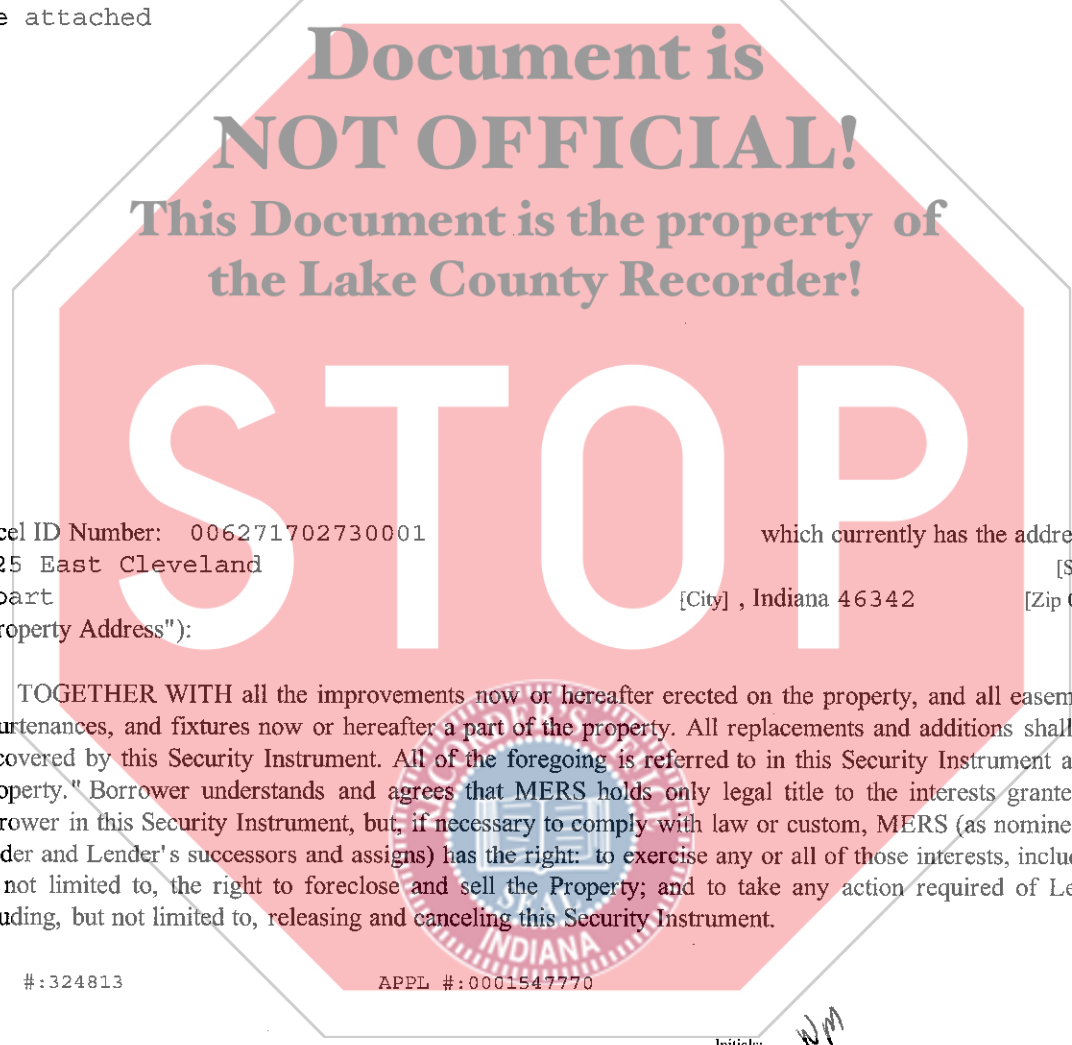 e attached
Document is
NOT OFFICIAL!
This Document is the property of
the Lake County Recorder!
STOP
cel ID Number: 006271702730001 which currently has the addre
25 East Cleveland [S
bart [City] , Indiana 46342 [Zip
roperty Address"):
TOGETHER WITH all the improvements now or hereafter erected on the property, and all easem
urtenances, and fixtures now or hereafter a part of the property. All replacements and additions shall
covered by this Security Instrument. All of the foregoing is referred to in this Security Instrument a
operty." Borrower understands and agrees that MERS holds only legal title to the interests grante
rower in this Security Instrument, but, if necessary to comply with law or custom, MERS (as nomine
der and Lender's successors and assigns) has the right: to exercise any or all of those interests, inclu
not limited to, the right to foreclose and sell the Property; and to take any action required of Le
uding, but not limited to, releasing and canceling this Security Instrument.
RECORDER'S OFFICE
SEAL
INDIANA
#:324813 APPL #:0001547770
Initials: WM